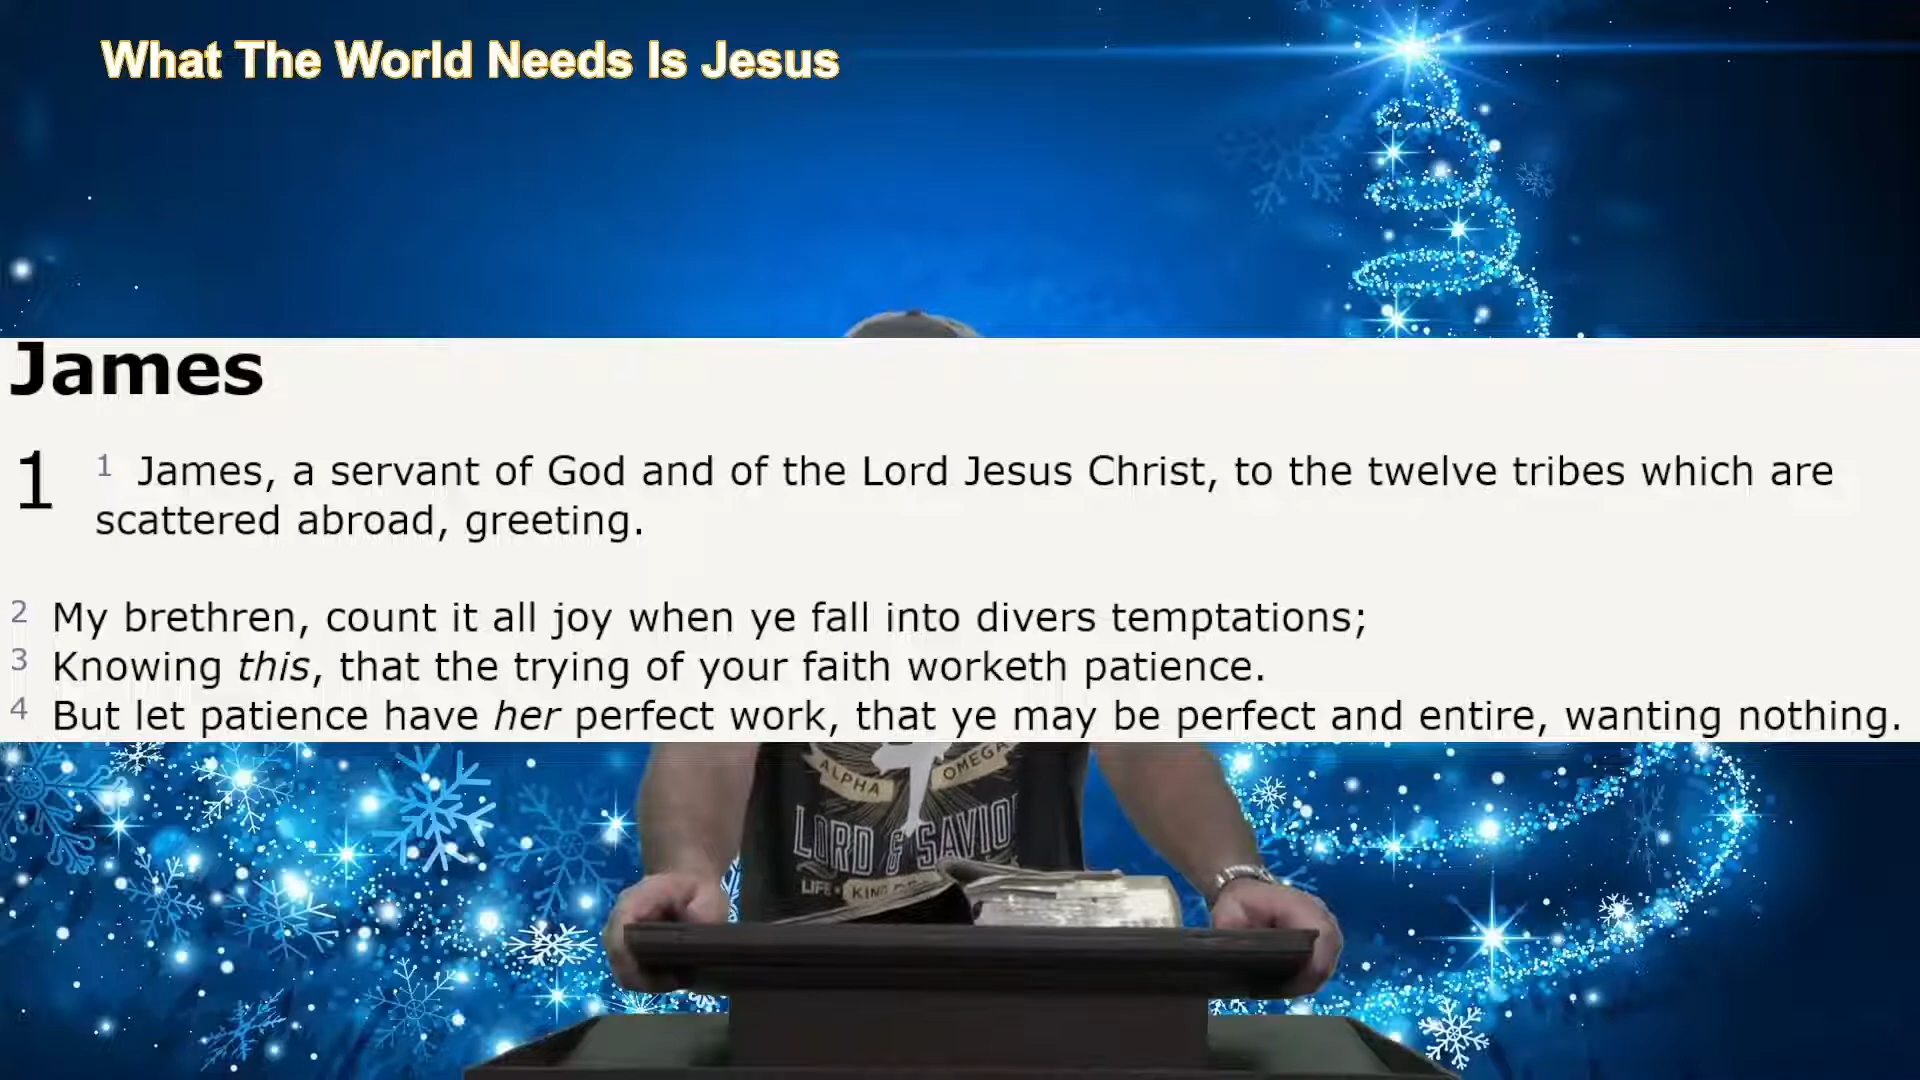 What The World Needs Is Jesus
James
1 1 James, a servant of God and of the Lord Jesus Christ, to the twelve tribes which are
scattered abroad, greeting.
2 My brethren, count it all joy when ye fall into divers temptations;
3 Knowing this, that the trying of your faith worketh patience.
4 But let patience have her perfect work, that ye may be perfect and entire, wanting nothing.
ALPHA OMEGA
LORD & SAVIO
LIFE